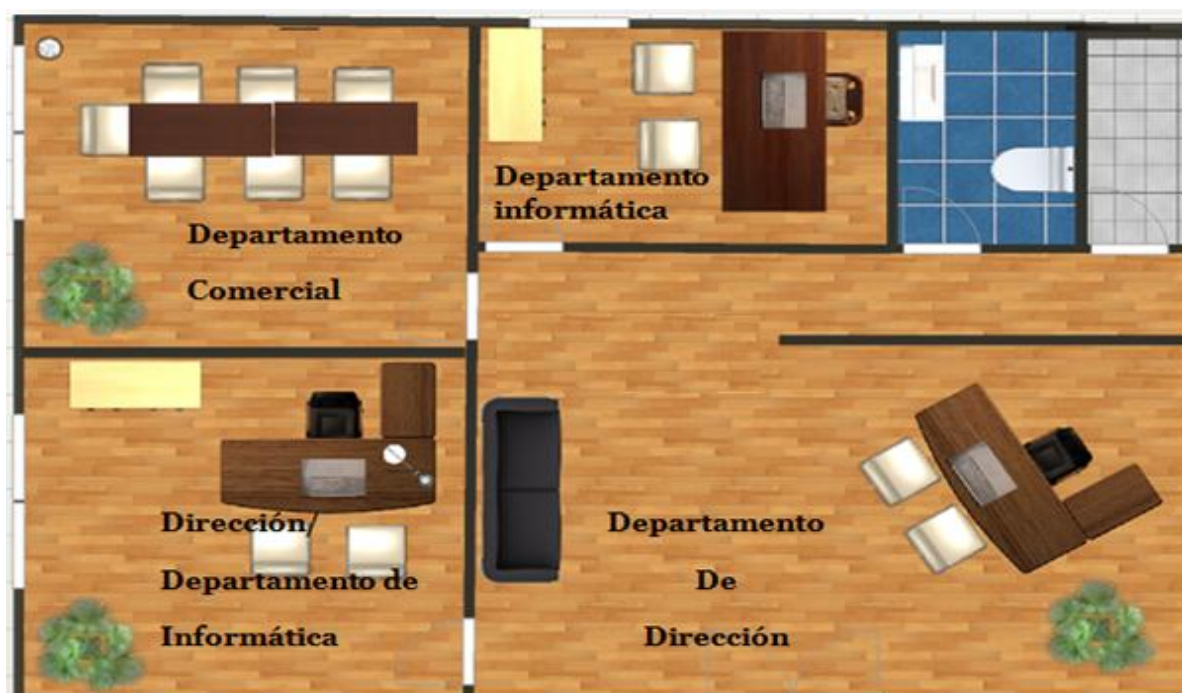 Departamento
Comercial
Departamento
informática
Dirección/
Departamento de
Informática
Departamento
De
Dirección